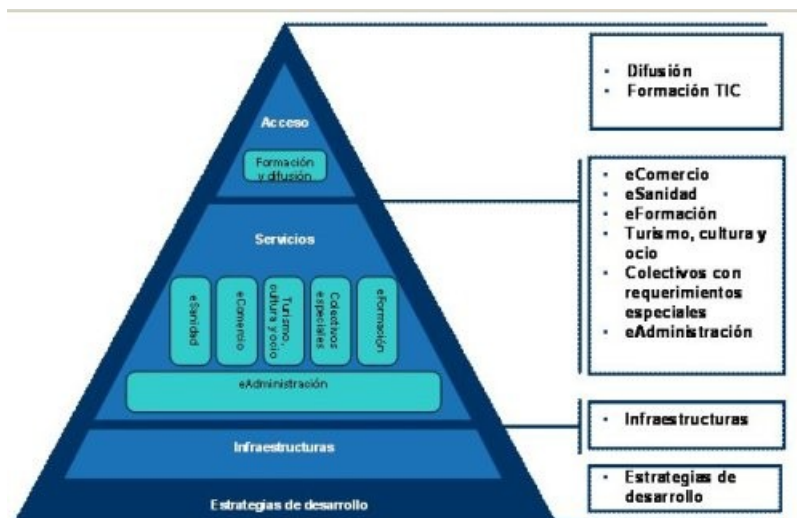 Acceso
Formación
y difusión
Servicios
eSanidad
eComercio
Turismo,
cultura y ocio
Colectivos
especiales
eFormación
eAdministración
Infraestructuras
Estrategias de desarrollo
Difusión
Formación TIC
eComercio
eSanidad
eFormación
Turismo, cultura y
ocio
Colectivos con
requerimientos
especiales
eAdministración
Infraestructuras
Estrategias de
desarrollo